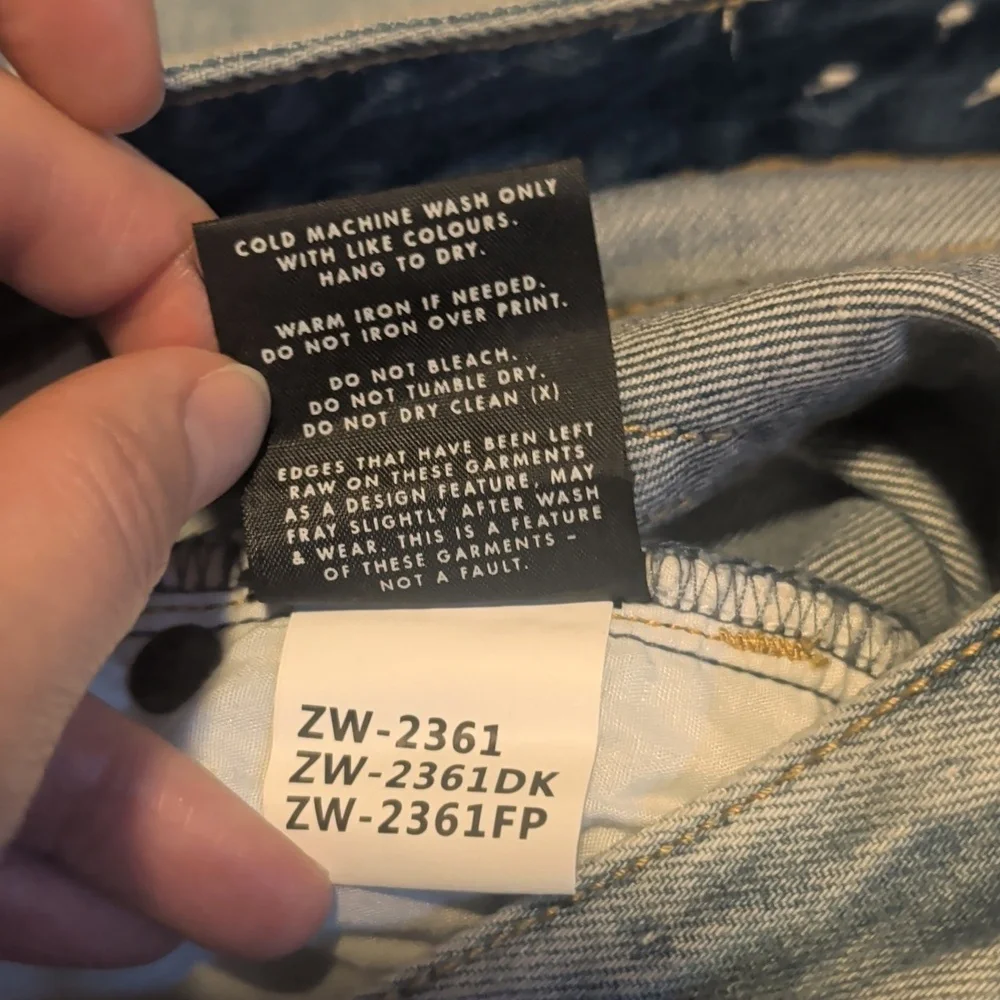 COLD MACHINE WASH ONLY
WITH LIKE COLOURS.
HANG TO DRY.
WARM IRON IF NEEDED.
DO NOT IRON OVER PRINT.
DO NOT BLEACH.
DO NOT TUMBLE DRY.
DO NOT DRY CLEAN (X)
EDGES THAT HAVE BEEN LEFT
RAW ON THESE GARMENTS
AS A DESIGN FEATURE, MAY
FRAY SLIGHTLY AFTER WASH
& WEAR. THIS IS A FEATURE
OF THESE GARMENTS -
NOT A FAULT.
ZW-2361
ZW-2361DK
ZW-2361FP